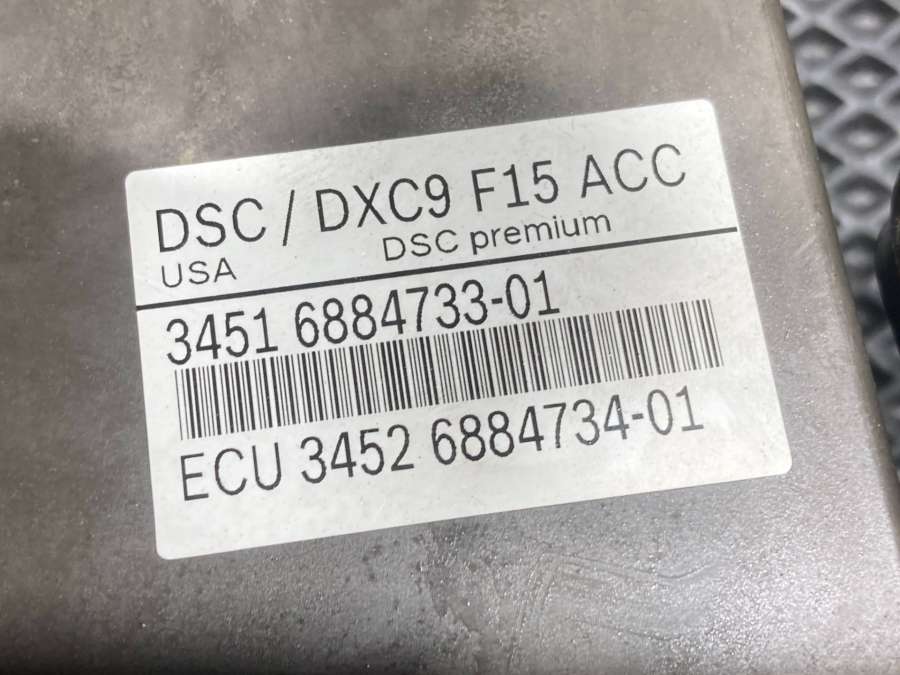 DSC / DXC9 F15 ACC
USA DSC premium
3451 6884733-01
ECU 3452 6884734-01